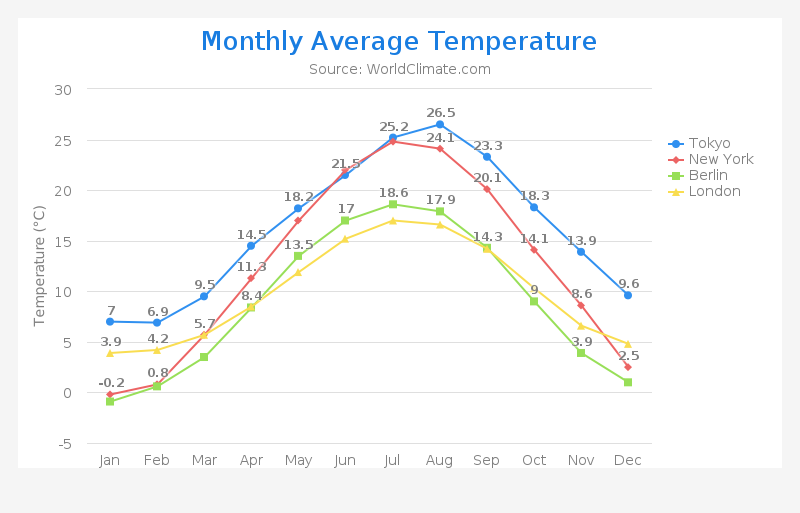 Monthly Average Temperature
Source: WorldClimate.com
Temperature (°C)
30
25
20
15
10
5
0
-5
Jan Feb Mar Apr May Jun Jul Aug Sep Oct Nov Dec
7 6.9 9.5 14.5 18.2 21.5 25.2 26.5 23.3 18.3 13.9 9.6
-0.2 0.8 5.7 11.3 24.1 20.1 14.1 8.6 2.5
8.4 13.5 17 18.6 17.9 14.3 9 3.9
3.9 4.2
Tokyo
New York
Berlin
London